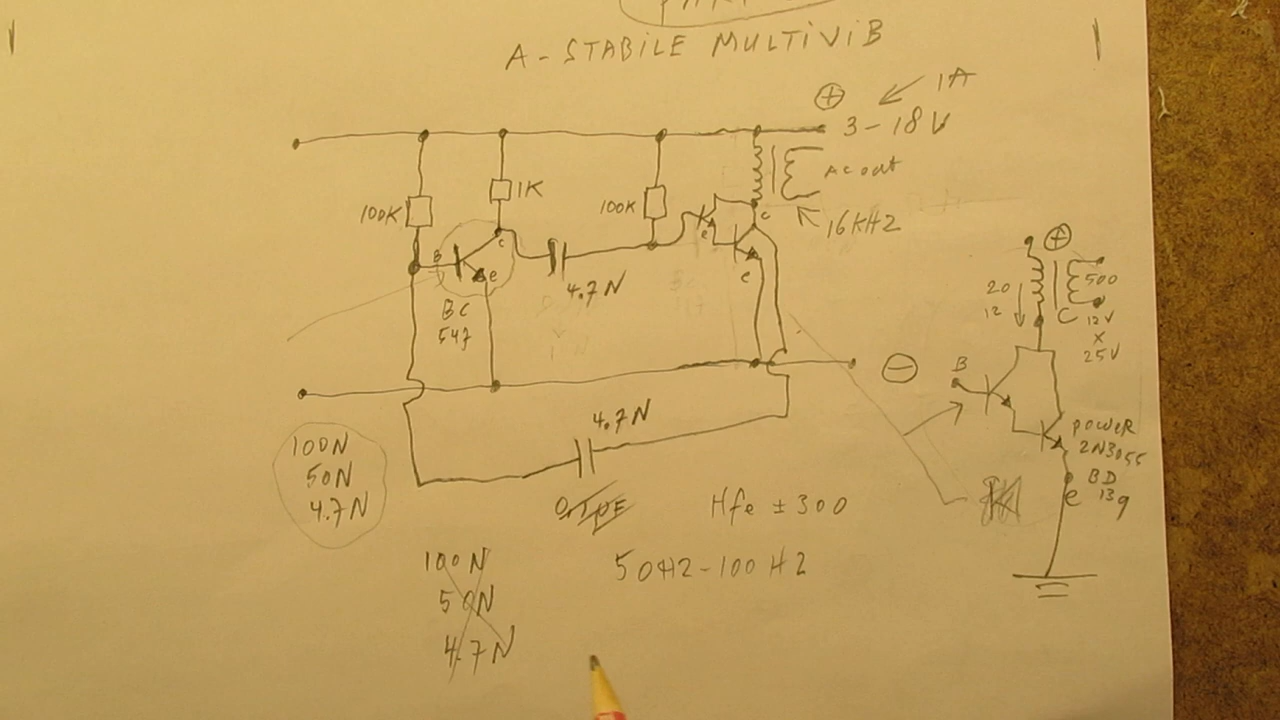 A-STABILE MULTIVIB
1A
+
3-18V
1K
100K
100K
AC out
16KHZ
C
C
B
e
e
e
4.7N
BC
547
+
20
12
500
C
12V
X
25V
-
B
4.7N
POWER
2N3055
BD
139
e
100N
50N
4.7N
0,1µF
Hfe ±300
50HZ-100HZ
100N
50N
4.7N